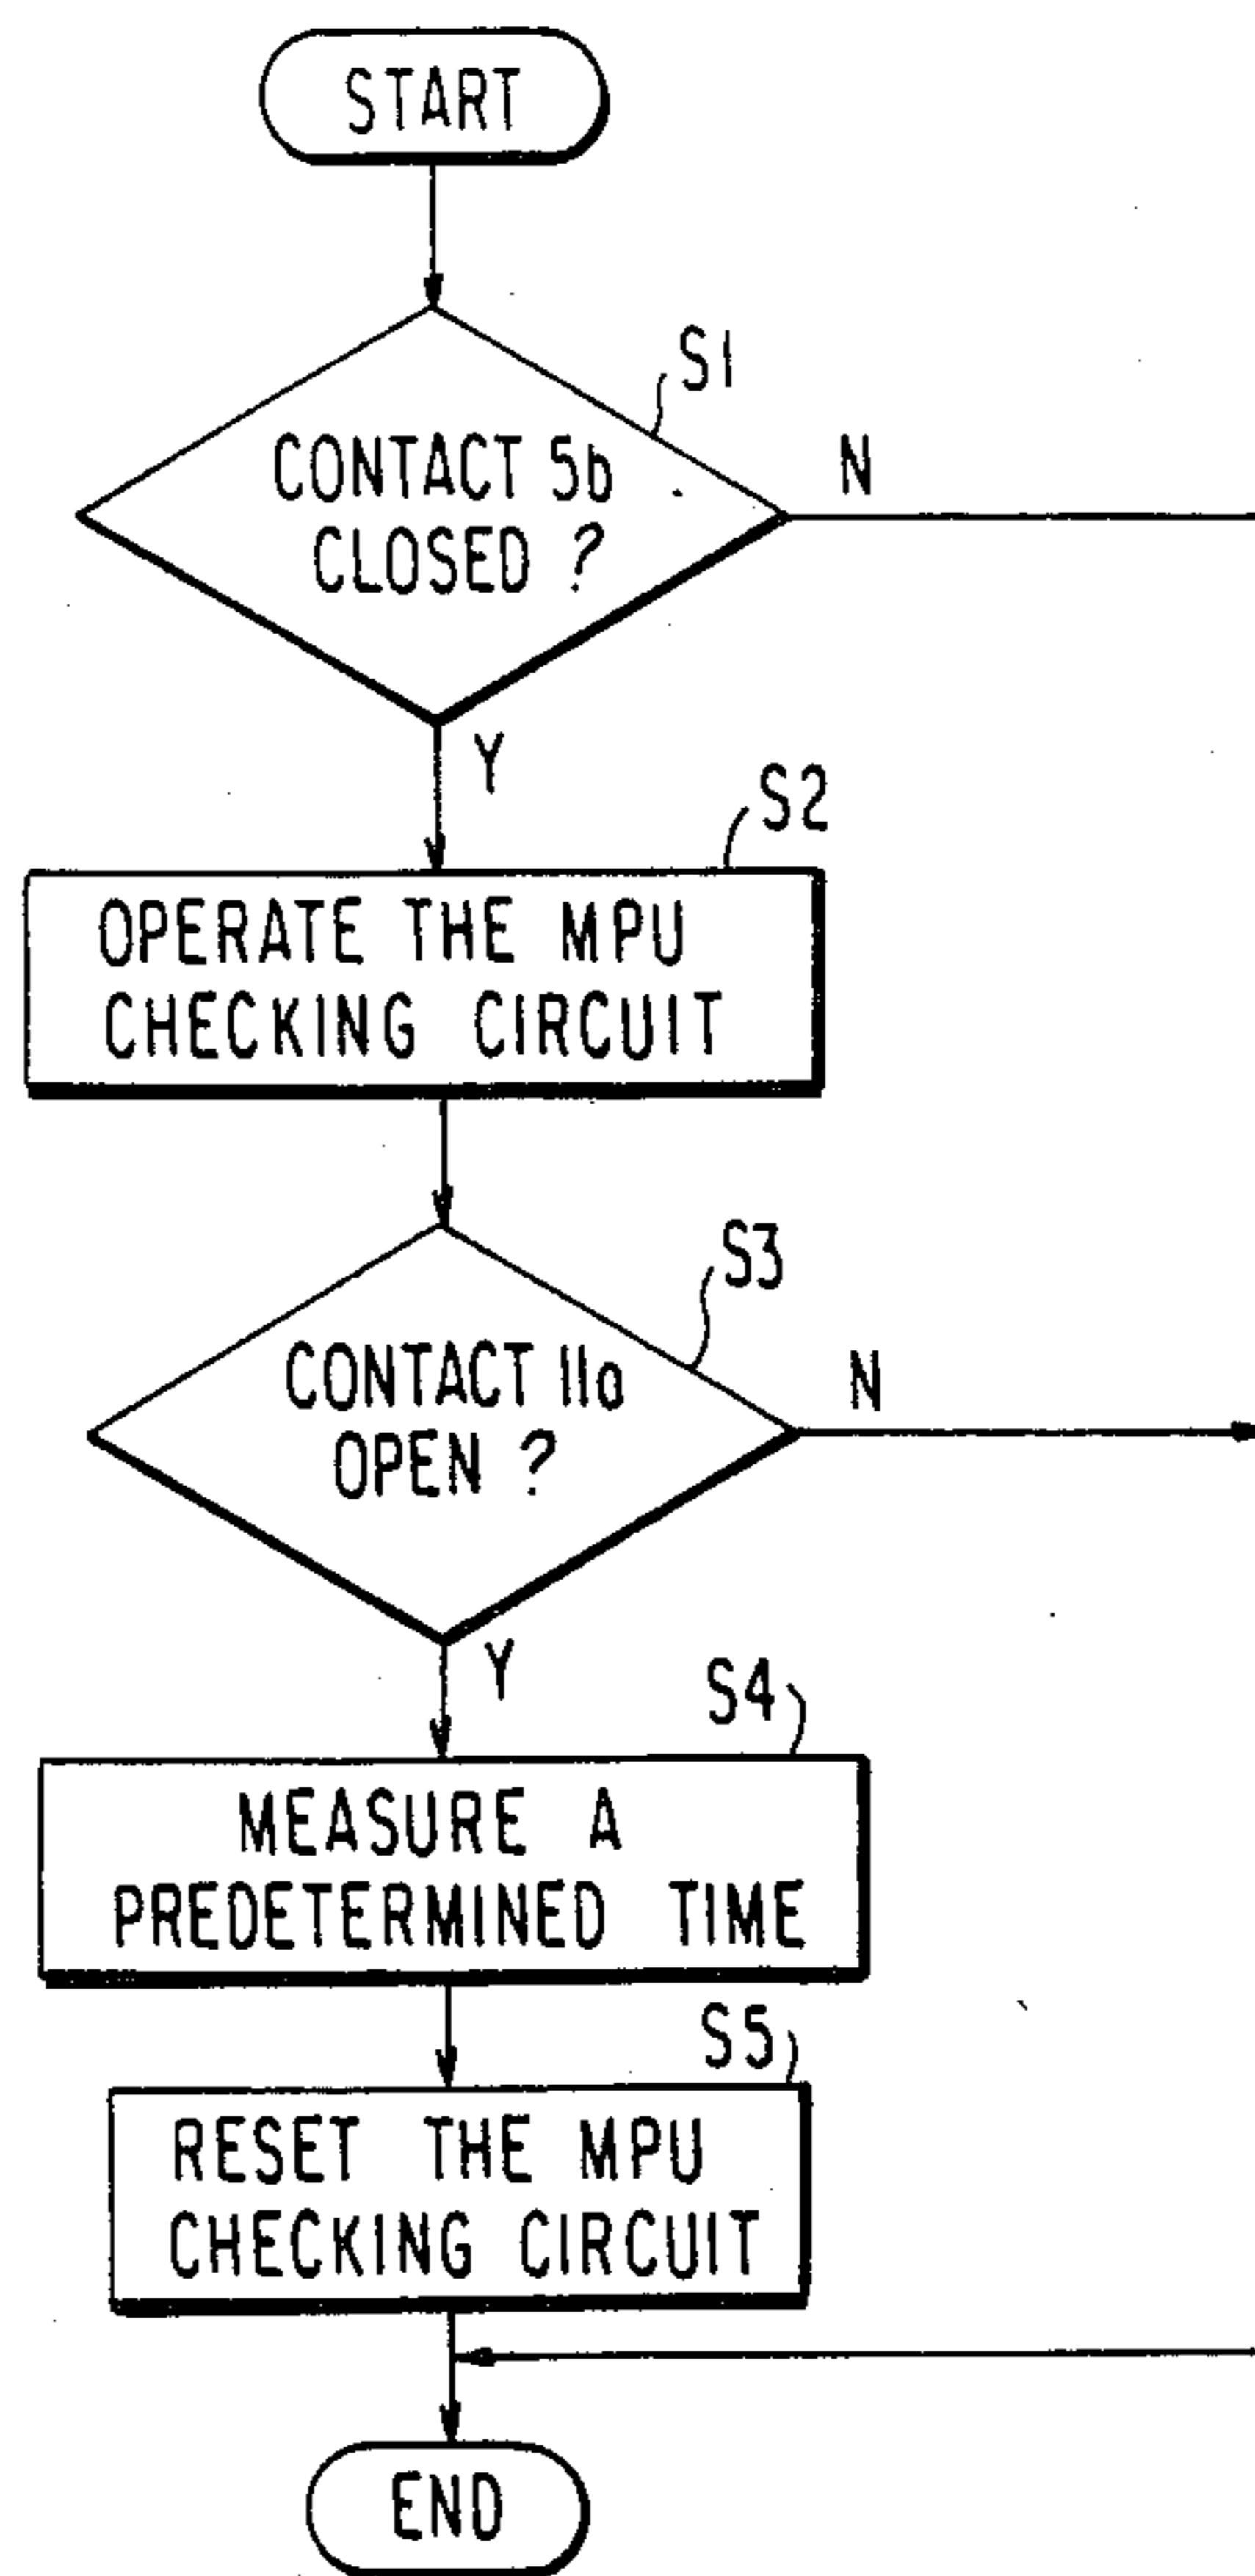 START
S1
CONTACT 5b
CLOSED ?
N
Y
S2
OPERATE THE MPU
CHECKING CIRCUIT
S3
CONTACT 11a
OPEN ?
N
Y
S4
MEASURE A
PREDETERMINED TIME
S5
RESET THE MPU
CHECKING CIRCUIT
END